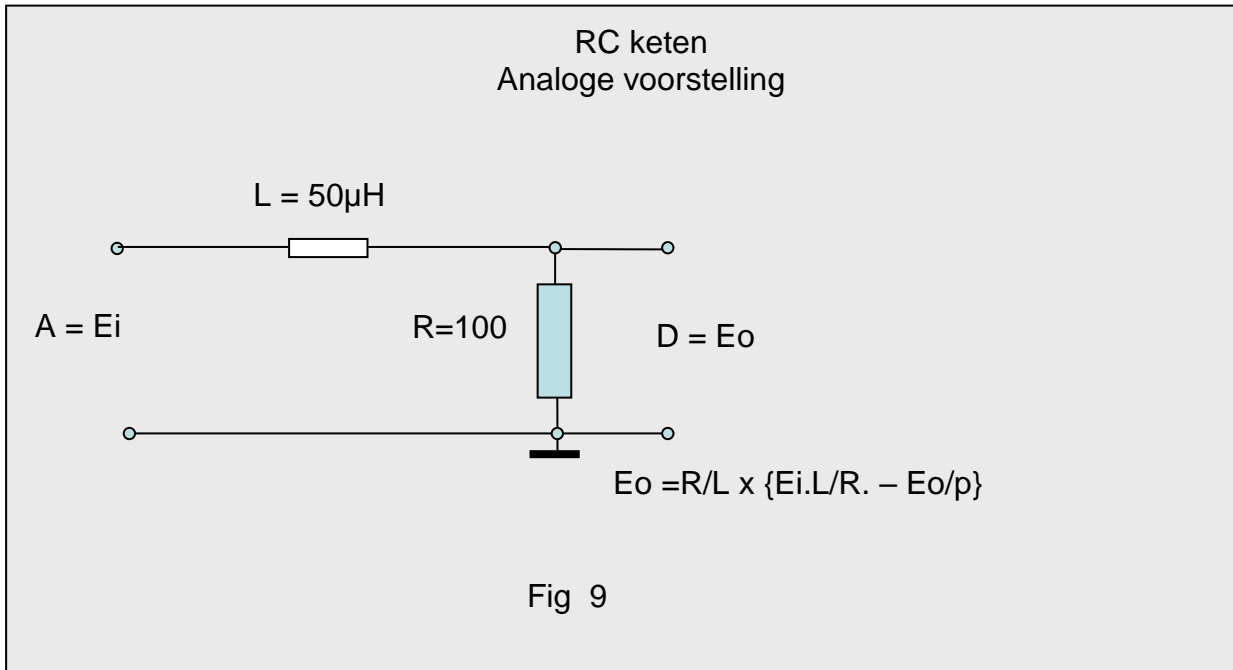 RC keten
Analoge voorstelling
L = 50µH
A = Ei
R=100
D = Eo
Eo =R/L x {Ei.L/R. – Eo/p}
Fig 9